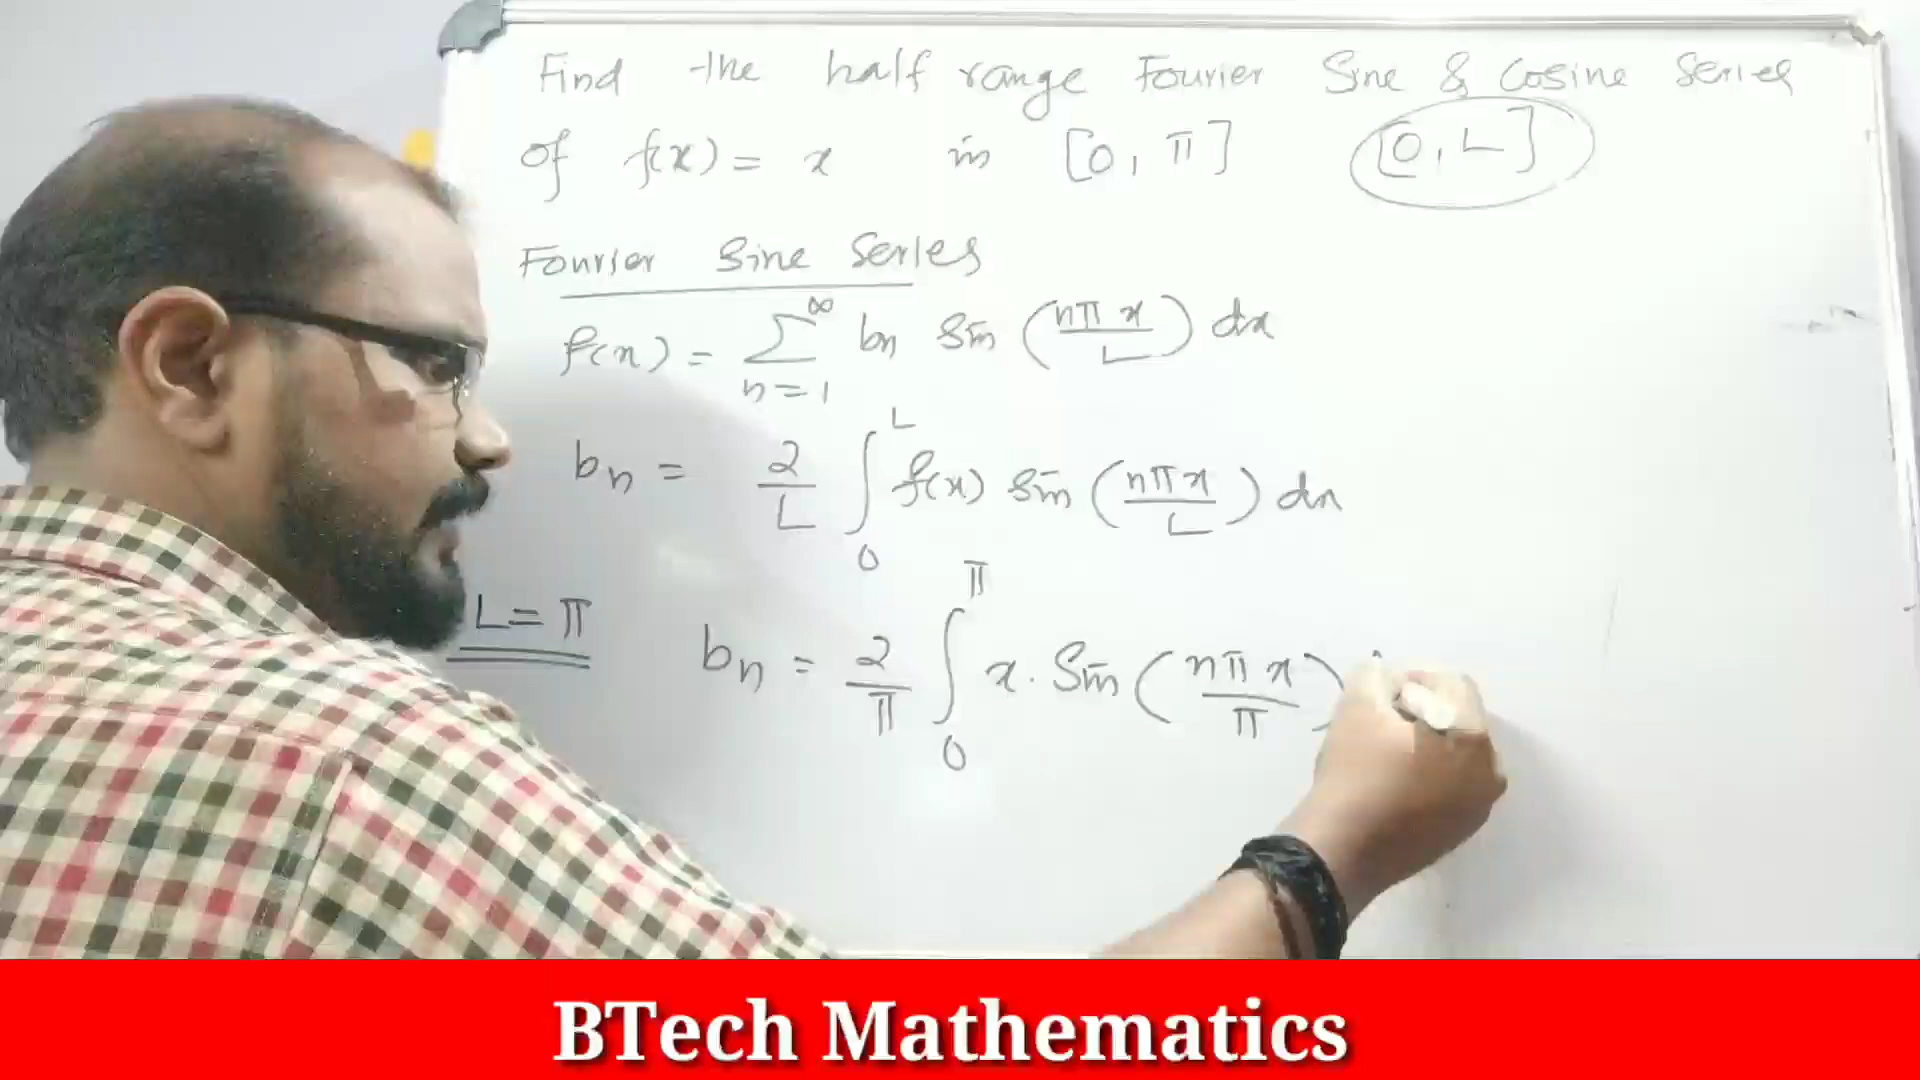 Find the half range Fourier Sine & Cosine Series
of f(x) = x in [0, π] [0, L]
Fourier Sine Series
f(x) = ∑_{n=1}^{∞} bn Sin (nπx/L) dx
bn = 2/L ∫_0^L f(x) Sin (nπx/L) dx
L = π bn = 2/π ∫_0^π x. Sin (nπx/π)
BTech Mathematics